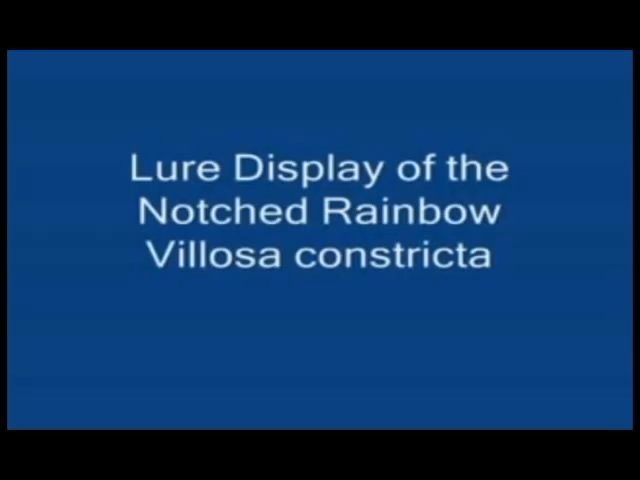 Lure Display of the
Notched Rainbow
Villosa constricta